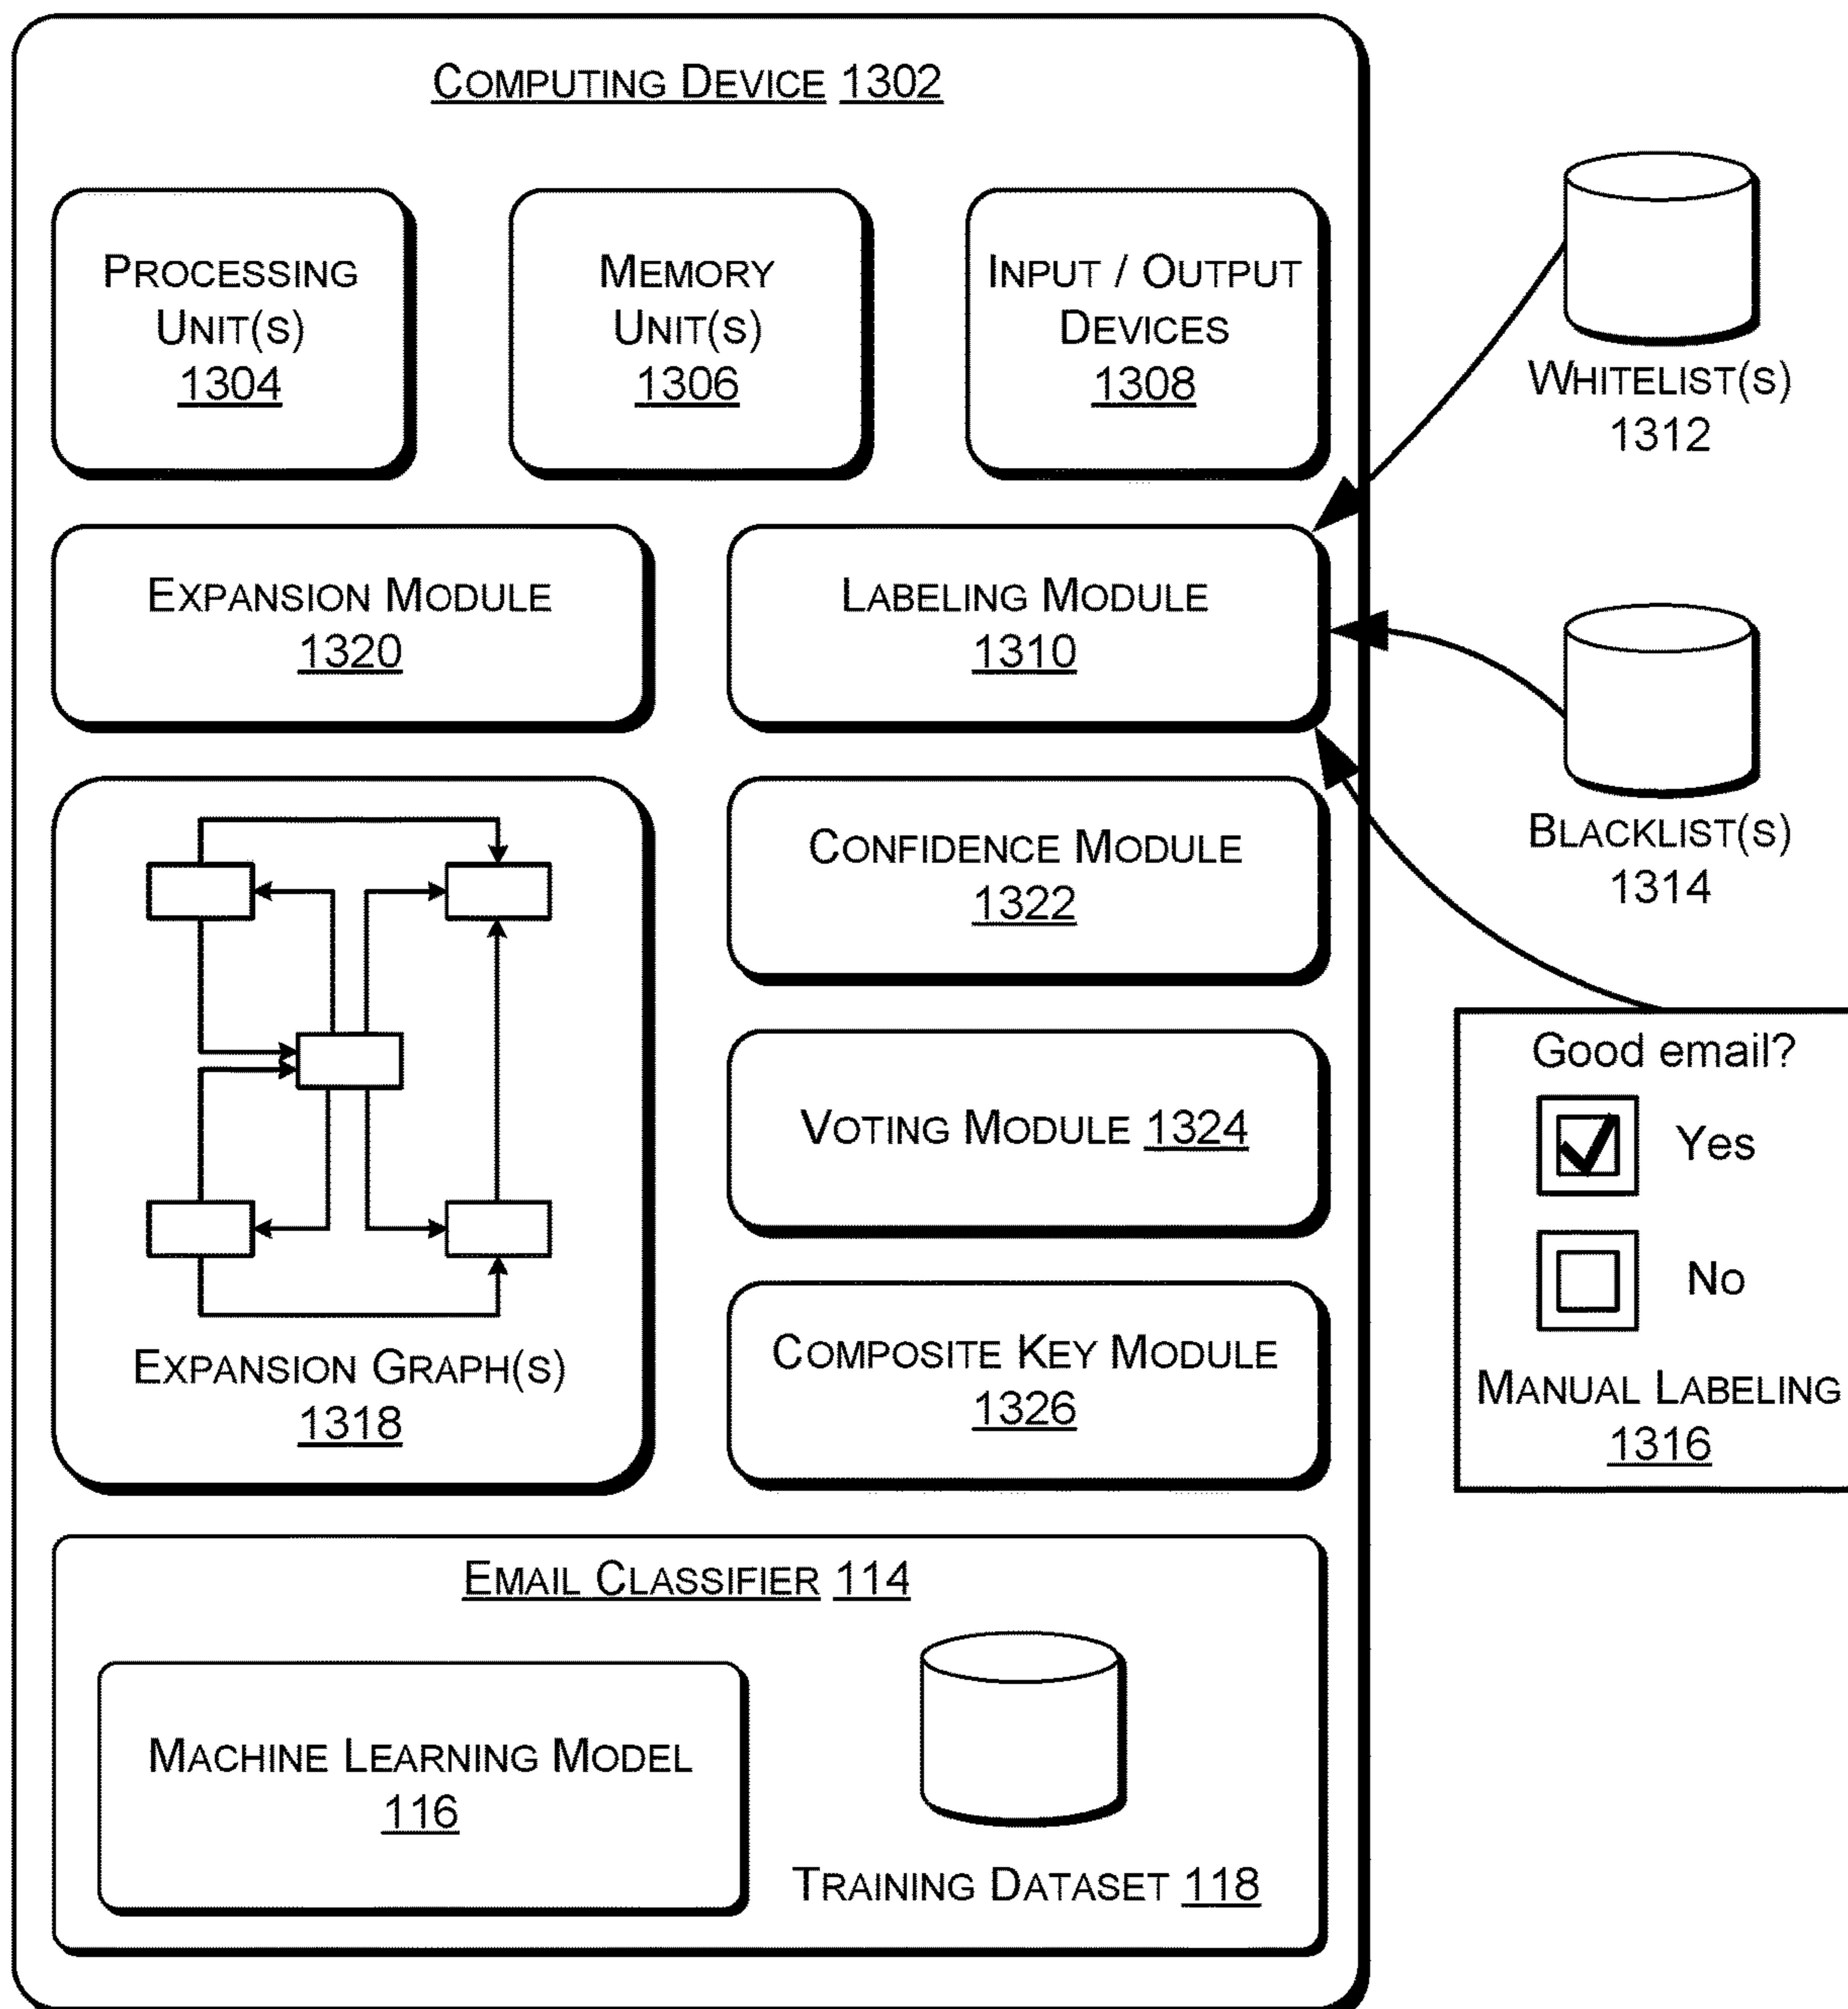 COMPUTING DEVICE 1302
PROCESSING
UNIT(S)
1304
MEMORY
UNIT(S)
1306
INPUT / OUTPUT
DEVICES
1308
WHITELIST(S)
1312
EXPANSION MODULE
1320
LABELING MODULE
1310
BLACKLIST(S)
1314
CONFIDENCE MODULE
1322
VOTING MODULE 1324
COMPOSITE KEY MODULE
1326
EXPANSION GRAPH(S)
1318
Good email?
Yes
No
MANUAL LABELING
1316
EMAIL CLASSIFIER 114
MACHINE LEARNING MODEL
116
TRAINING DATASET 118